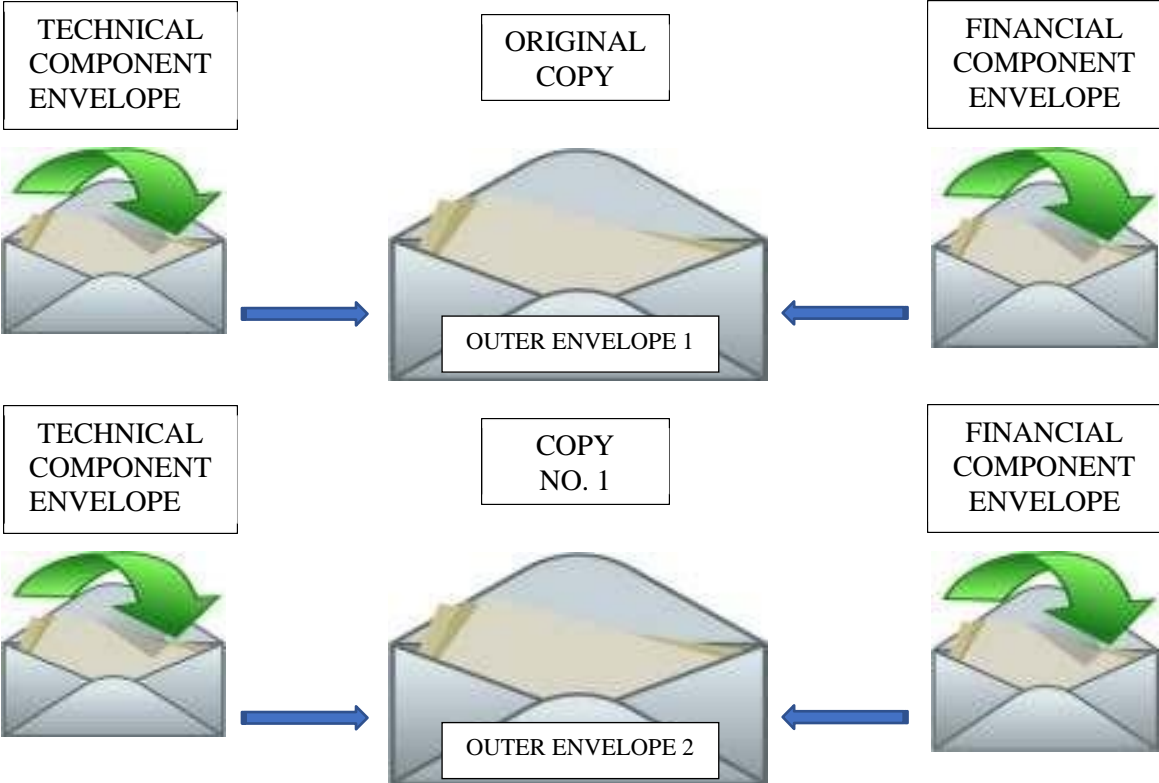 TECHNICAL
COMPONENT
ENVELOPE
ORIGINAL
COPY
FINANCIAL
COMPONENT
ENVELOPE
OUTER ENVELOPE 1
TECHNICAL
COMPONENT
ENVELOPE
COPY
NO. 1
FINANCIAL
COMPONENT
ENVELOPE
OUTER ENVELOPE 2